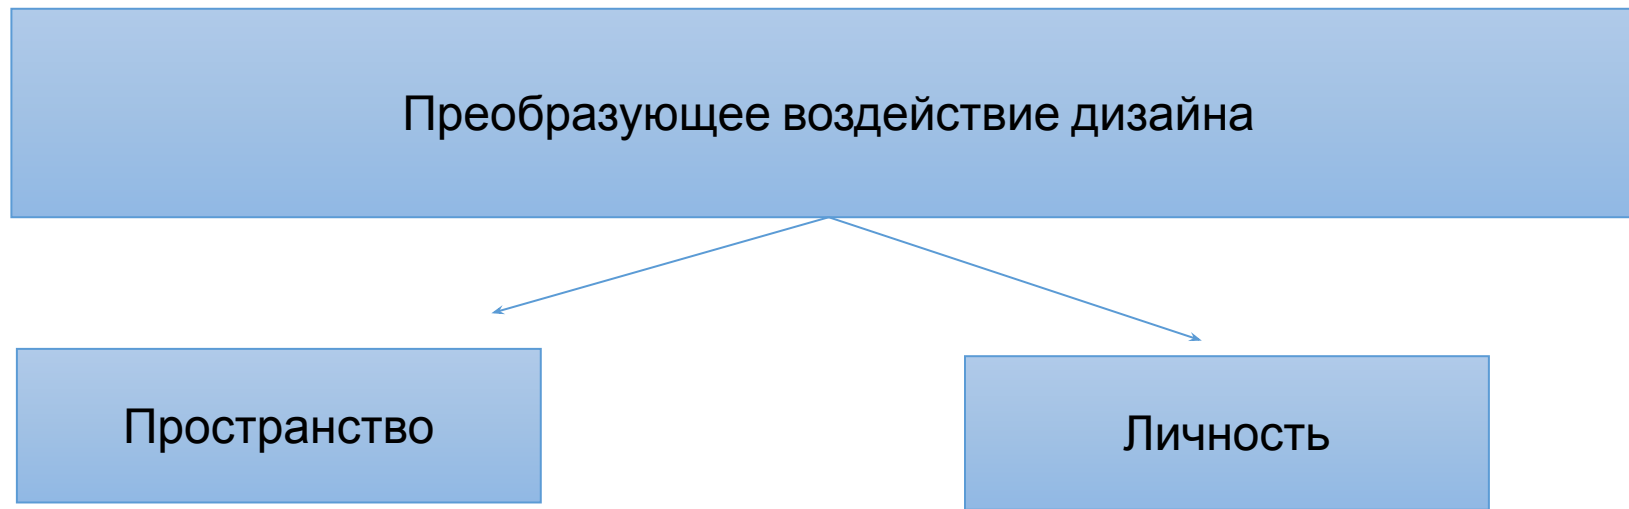 Преобразующее воздействие дизайна
Пространство
Личность